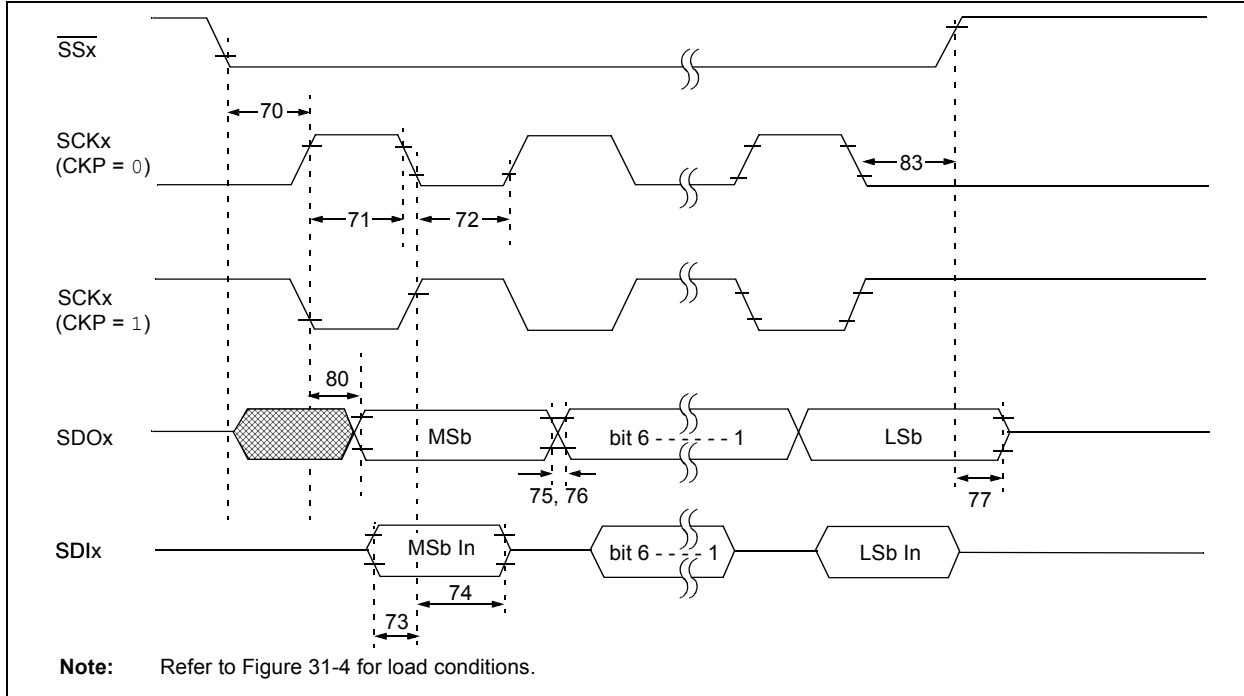 SSx
70
SCKx
(CKP = 0)
83
71
72
SCKx
(CKP = 1)
80
SDOx
MSb
bit 6 - - - - - - 1
LSb
75, 76
77
SDIx
MSb In
bit 6 - - - - 1
LSb In
74
73
Note: Refer to Figure 31-4 for load conditions.